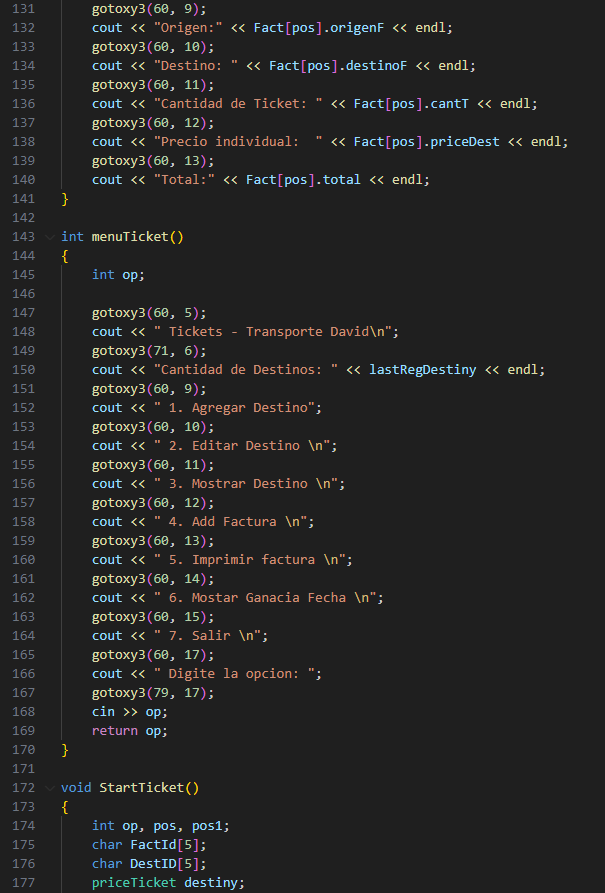 131 gotoxy3(60, 9);
132 cout << "Origen:" << Fact[pos].origenF << endl;
133 gotoxy3(60, 10);
134 cout << "Destino: " << Fact[pos].destinoF << endl;
135 gotoxy3(60, 11);
136 cout << "Cantidad de Ticket: " << Fact[pos].cantT << endl;
137 gotoxy3(60, 12);
138 cout << "Precio individual:  " << Fact[pos].priceDest << endl;
139 gotoxy3(60, 13);
140 cout << "Total:" << Fact[pos].total << endl;
141 }
142
143 int menuTicket()
144 {
145 int op;
146
147 gotoxy3(60, 5);
148 cout << " Tickets - Transporte David\n";
149 gotoxy3(71, 6);
150 cout << "Cantidad de Destinos: " << lastRegDestiny << endl;
151 gotoxy3(60, 9);
152 cout << " 1. Agregar Destino";
153 gotoxy3(60, 10);
154 cout << " 2. Editar Destino \n";
155 gotoxy3(60, 11);
156 cout << " 3. Mostrar Destino \n";
157 gotoxy3(60, 12);
158 cout << " 4. Add Factura \n";
159 gotoxy3(60, 13);
160 cout << " 5. Imprimir factura \n";
161 gotoxy3(60, 14);
162 cout << " 6. Mostar Ganacia Fecha \n";
163 gotoxy3(60, 15);
164 cout << " 7. Salir \n";
165 gotoxy3(60, 17);
166 cout << " Digite la opcion: ";
167 gotoxy3(79, 17);
168 cin >> op;
169 return op;
170 }
171
172 void StartTicket()
173 {
174 int op, pos, pos1;
175 char FactId[5];
176 char DestID[5];
177 priceTicket destiny;